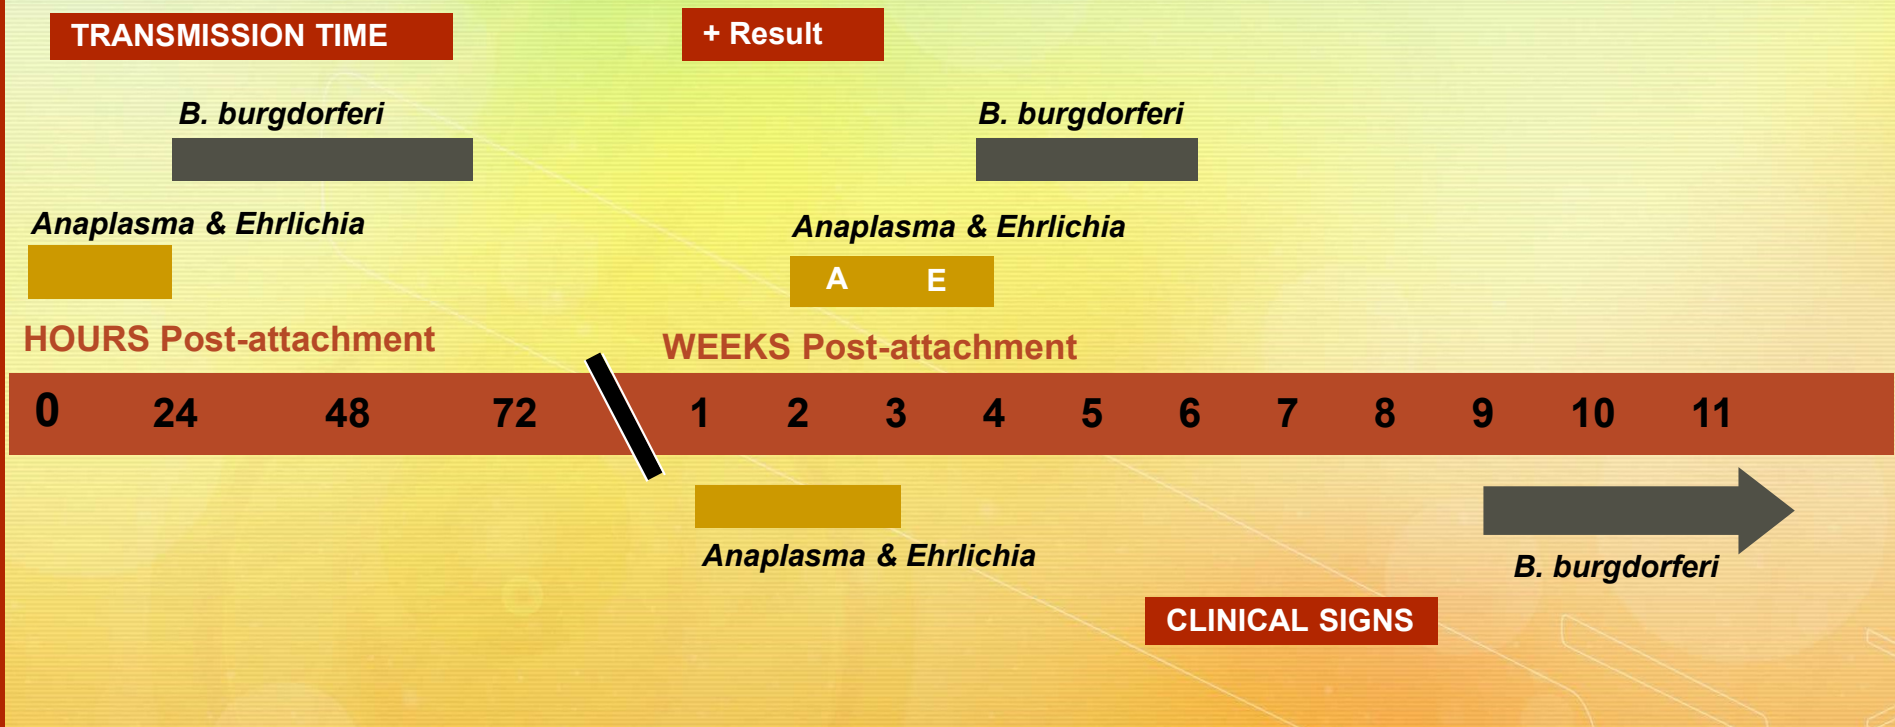 TRANSMISSION TIME
+ Result
B. burgdorferi
B. burgdorferi
Anaplasma & Ehrlichia
Anaplasma & Ehrlichia
A E
HOURS Post-attachment
WEEKS Post-attachment
0 24 48 72 1 2 3 4 5 6 7 8 9 10 11
Anaplasma & Ehrlichia
B. burgdorferi
CLINICAL SIGNS